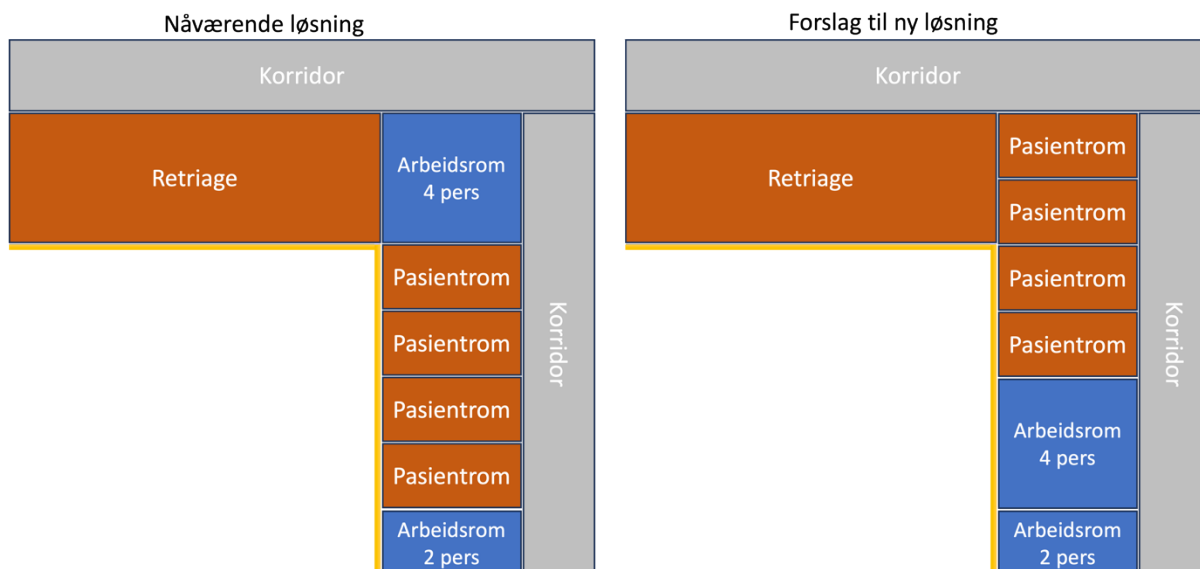 Nåværende løsning
Korridor
Retriage
Arbeidsrom
4 pers
Pasientrom
Pasientrom
Pasientrom
Pasientrom
Arbeidsrom
2 pers
Korridor
Forslag til ny løsning
Korridor
Retriage
Pasientrom
Pasientrom
Pasientrom
Pasientrom
Arbeidsrom
4 pers
Arbeidsrom
2 pers
Korridor